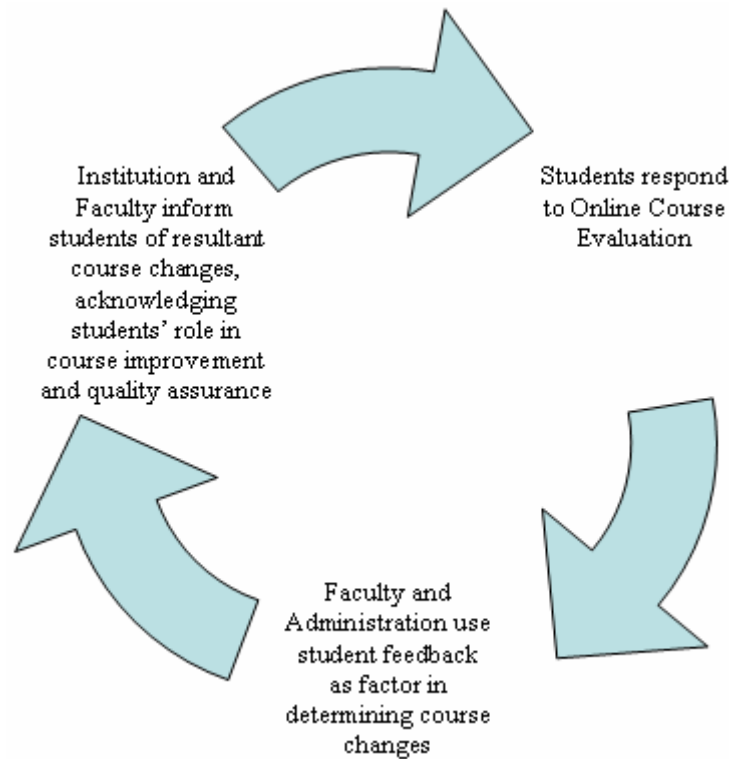 Institution and
Faculty inform
students of resultant
course changes,
acknowledging
students' role in
course improvement
and quality assurance
Students respond
to Online Course
Evaluation
Faculty and
Administration use
student feedback
as factor in
determining course
changes